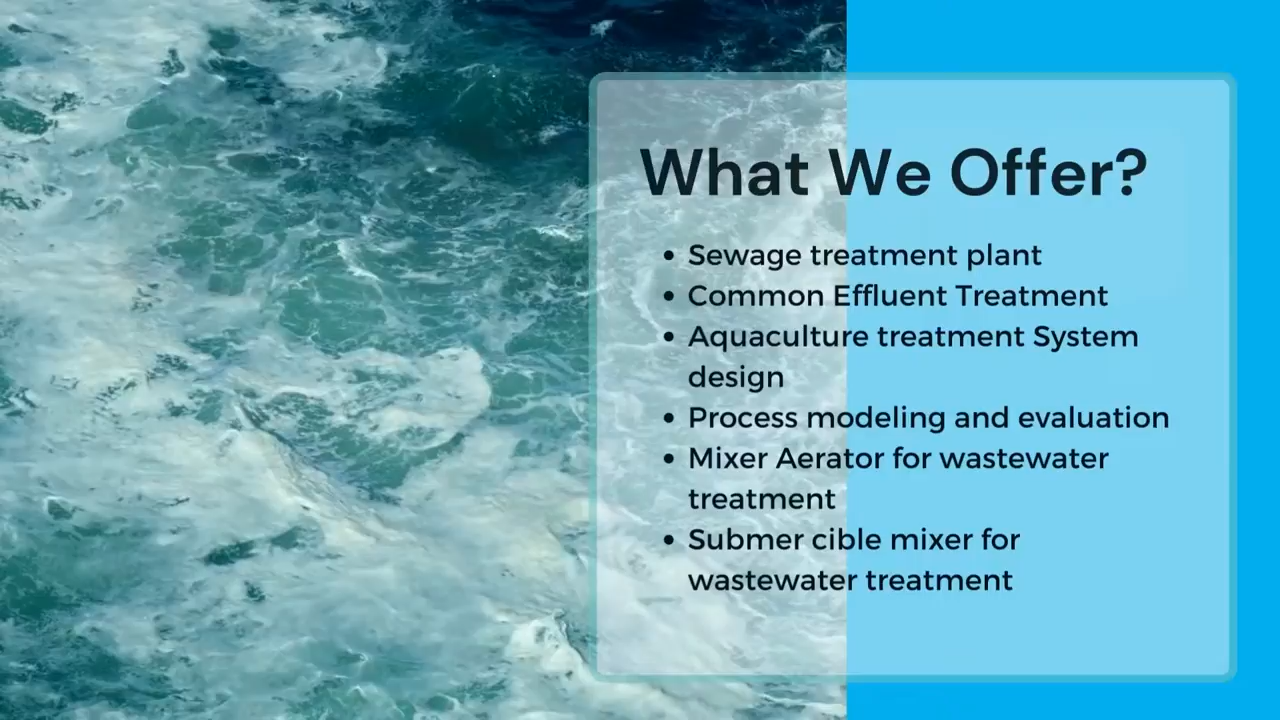 What We Offer?
• Sewage treatment plant
• Common Effluent Treatment
• Aquaculture treatment System
design
• Process modeling and evaluation
• Mixer Aerator for wastewater
treatment
• Submer cible mixer for
wastewater treatment